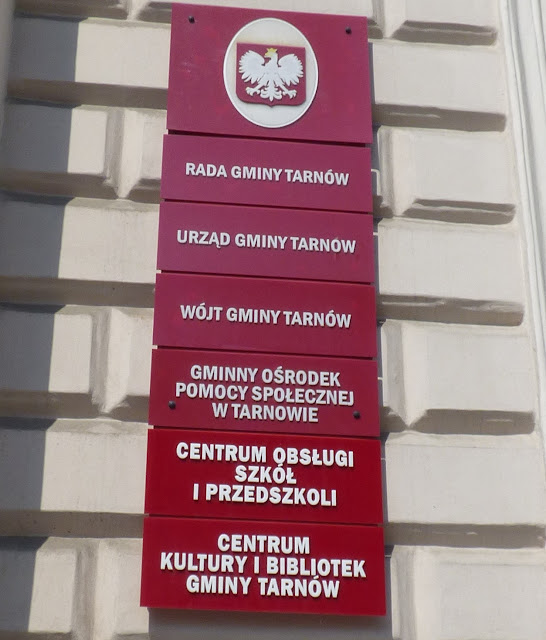 RADA GMINY TARNÓW
URZĄD GMINY TARNÓW
WÓJT GMINY TARNÓW
GMINNY OŚRODEK
POMOCY SPOŁECZNEJ
W TARNOWIE
CENTRUM OBSŁUGI
SZKÓŁ
I PRZEDSZKOLI
CENTRUM
KULTURY I BIBLIOTEK
GMINY TARNÓW